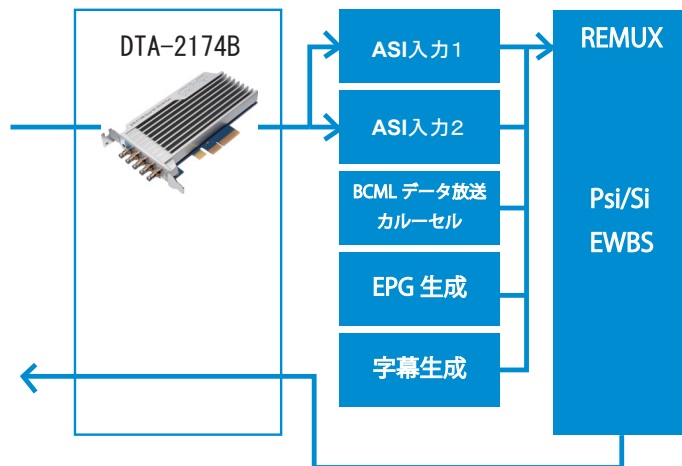 DTA-2174B
ASI入力1
ASI入力2
BCML データ放送
カルーセル
EPG 生成
字幕生成
REMUX
Psi/Si
EWBS